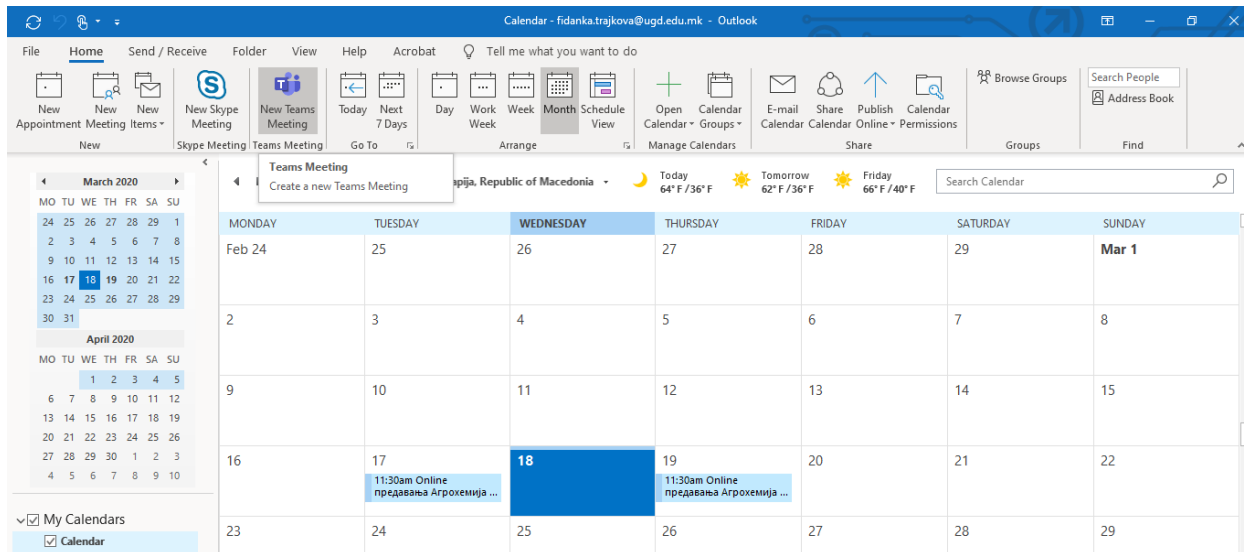 Calendar - fidanka.trajkova@ugd.edu.mk - Outlook
File Home Send / Receive Folder View Help Acrobat Tell me what you want to do
New Appointment
New Meeting
New Items
New Skype Meeting
New Teams Meeting
Today
Next 7 Days
Day
Work Week
Week
Month
Schedule View
Open Calendar
Calendar Groups
E-mail Calendar
Share Calendar
Publish Online
Calendar Permissions
Browse Groups
Search People
Address Book
New Skype Meeting Teams Meeting Go To Arrange Manage Calendars Share Groups Find
Teams Meeting
Create a new Teams Meeting
Republic of Macedonia
Today 64° F / 36° F
Tomorrow 62° F / 36° F
Friday 66° F / 40° F
Search Calendar
March 2020
MO TU WE TH FR SA SU
24 25 26 27 28 29 1
2 3 4 5 6 7 8
9 10 11 12 13 14 15
16 17 18 19 20 21 22
23 24 25 26 27 28 29
30 31
April 2020
MO TU WE TH FR SA SU
1 2 3 4 5
6 7 8 9 10 11 12
13 14 15 16 17 18 19
20 21 22 23 24 25 26
27 28 29 30 1 2 3
4 5 6 7 8 9 10
My Calendars
Calendar
MONDAY TUESDAY WEDNESDAY THURSDAY FRIDAY SATURDAY SUNDAY
Feb 24 25 26 27 28 29 Mar 1
2 3 4 5 6 7 8
9 10 11 12 13 14 15
16 17 18 19 20 21 22
11:30am Online
предавања Агрохемија ...
11:30am Online
предавања Агрохемија ...
23 24 25 26 27 28 29